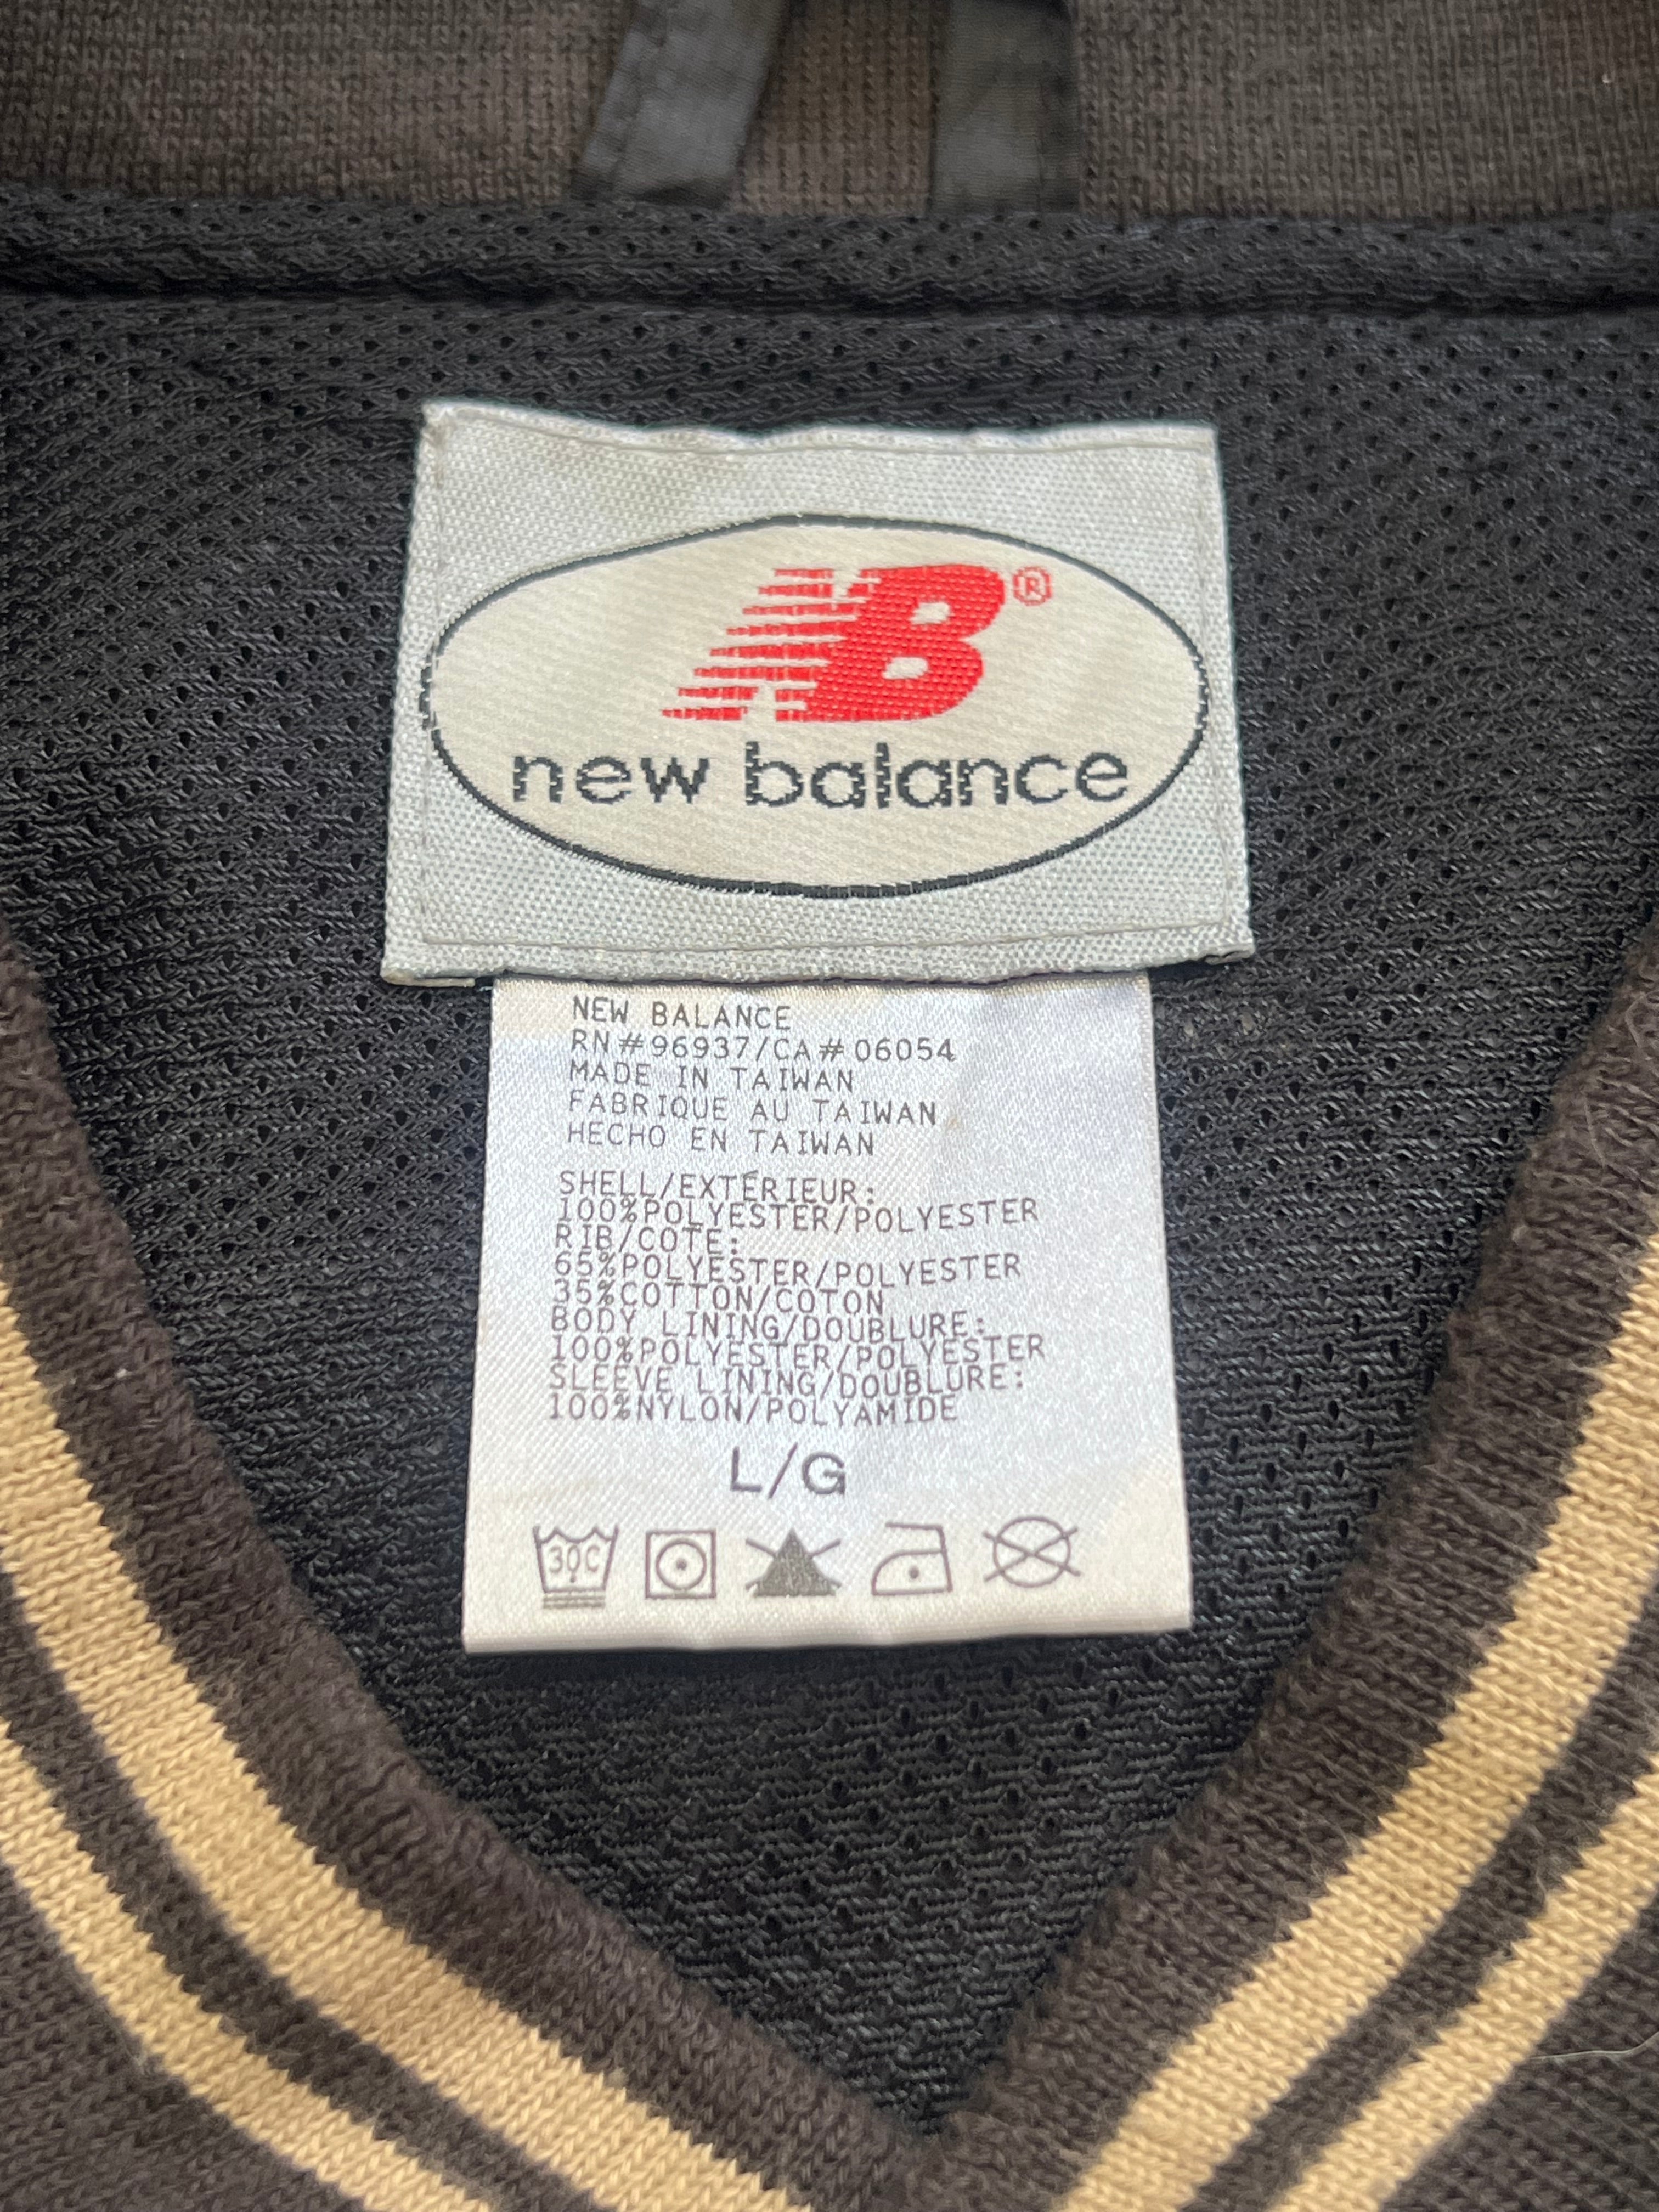 NB®
new balance
NEW BALANCE
RN#96937/CA#06054
MADE IN TAIWAN
FABRIQUE AU TAIWAN
HECHO EN TAIWAN
SHELL/EXTÉRIEUR:
100%POLYESTER/POLYESTER
RIB/COTE:
65%POLYESTER/POLYESTER
35%COTTON/COTON
BODY LINING/DOUBLURE:
100%POLYESTER/POLYESTER
SLEEVE LINING/DOUBLURE:
100%NYLON/POLYAMIDE
L/G
30C